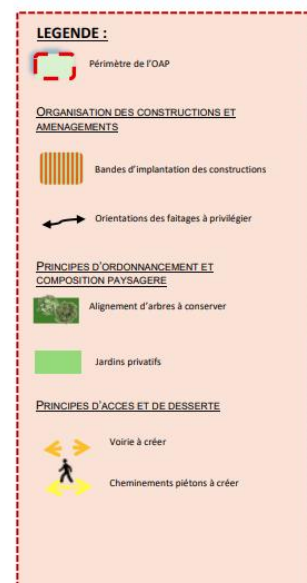 LEGENDE :
Périmètre de l'OAP
ORGANISATION DES CONSTRUCTIONS ET
AMENAGEMENTS
Bandes d'implantation des constructions
Orientations des faitages à privilégier
PRINCIPES D'ORDONNANCEMENT ET
COMPOSITION PAYSAGERE
Alignement d'arbres à conserver
Jardins privatifs
PRINCIPES D'ACCES ET DE DESSERTE
Voirie à créer
Cheminements piétons à créer